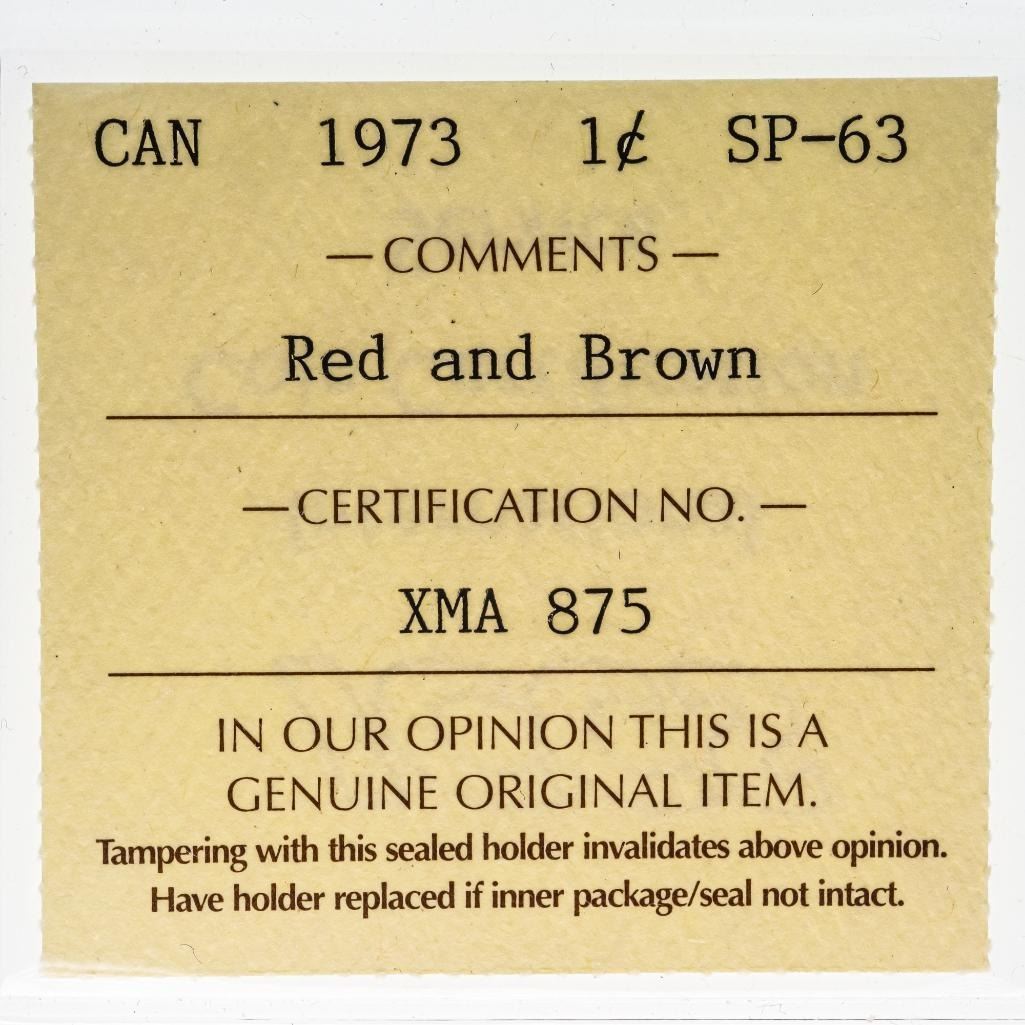 CAN 1973 1¢ SP-63
— COMMENTS —
Red and Brown
— CERTIFICATION NO. —
XMA 875
IN OUR OPINION THIS IS A
GENUINE ORIGINAL ITEM.
Tampering with this sealed holder invalidates above opinion.
Have holder replaced if inner package/seal not intact.